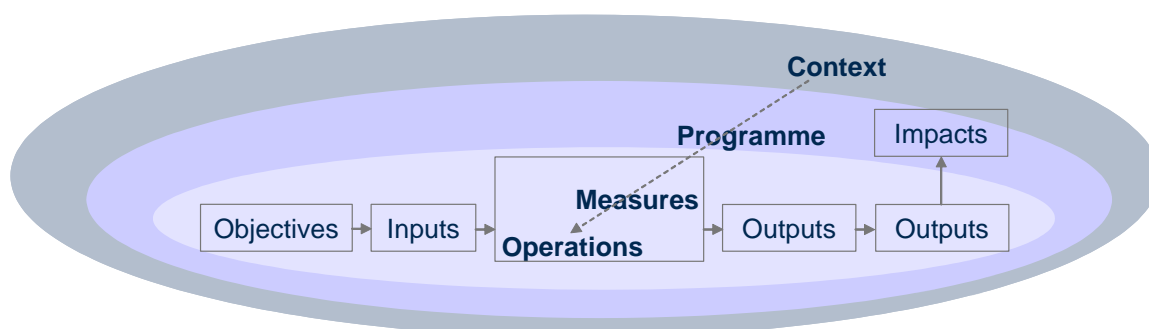 Context
Programme
Impacts
Measures
Objectives
Inputs
Operations
Outputs
Outputs